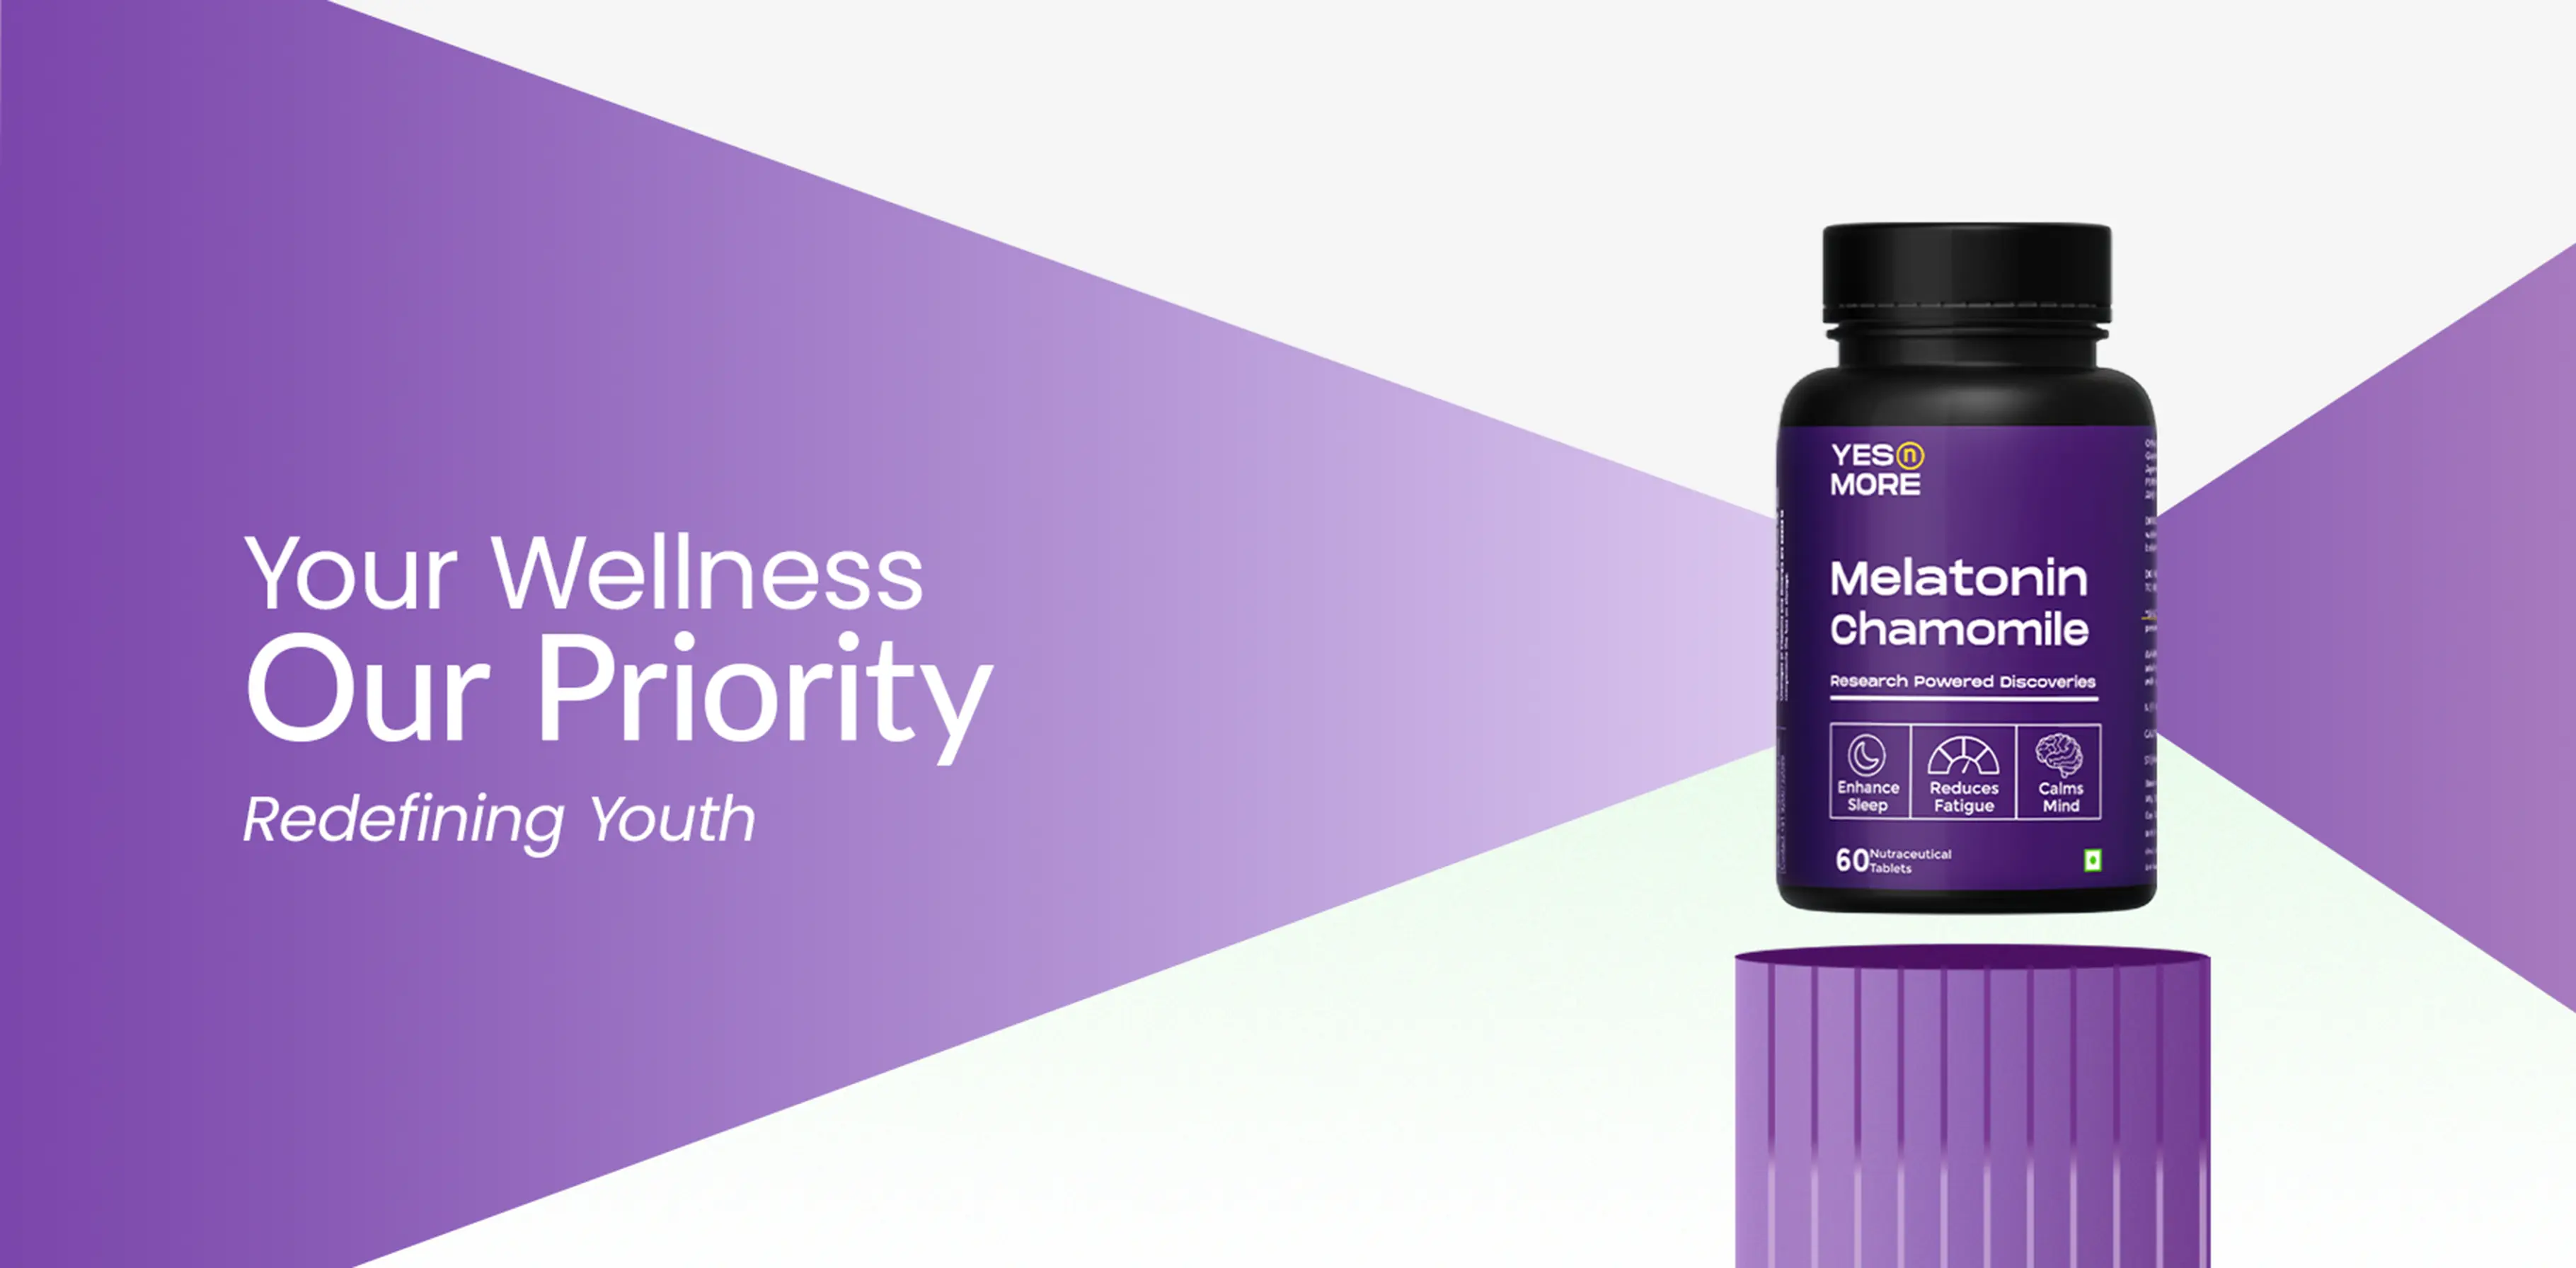 Your Wellness
Our Priority
Redefining Youth
YES n
MORE
Melatonin
Chamomile
Research Powered Discoveries
Enhance
Sleep
Reduces
Fatigue
Calms
Mind
60 Nutraceutical
Tablets